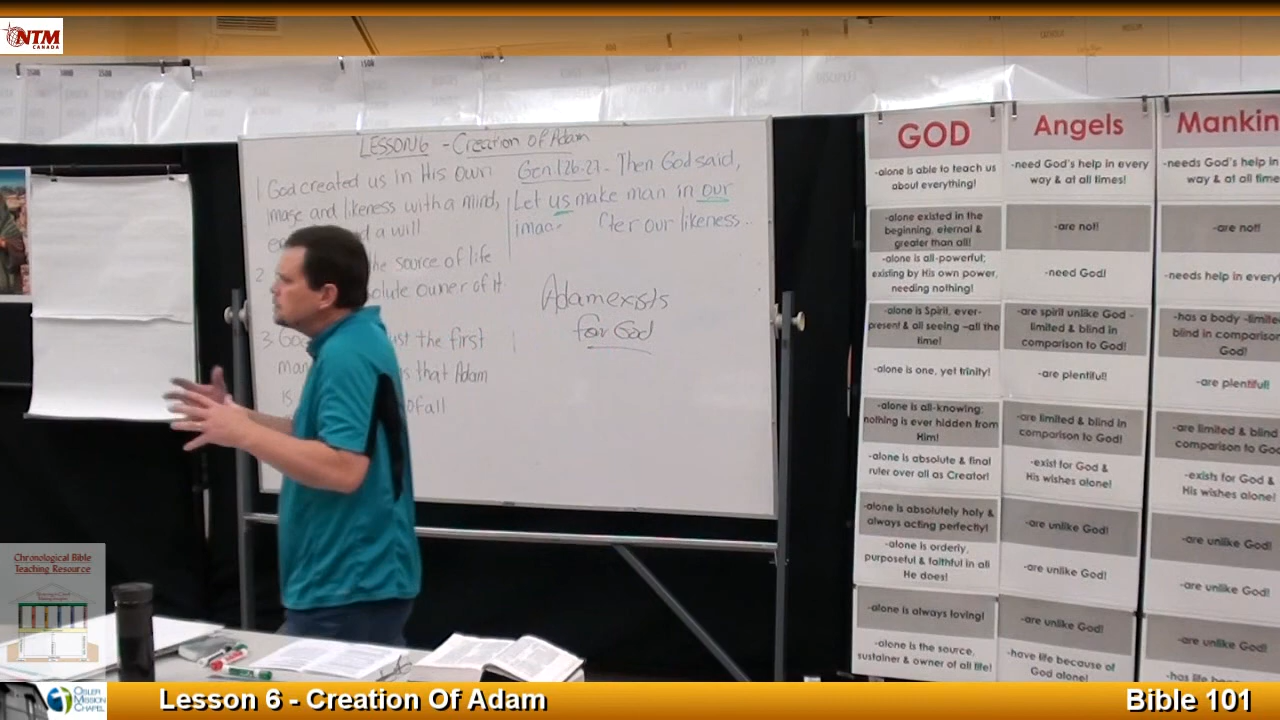 NTM
CANADA
LESSON 6 - Creation Of Adam
1. God created us in His own
image and likeness with a mind,
d a will
2.
the source of life
solute owner of it.
3. God
ust the first
man
s that Adam
is
of all
Gen. 1:26-27 - Then God said,
Let us make man in our
imag
fter our likeness...
Adam exists
for God
GOD
-alone is able to teach us
about everything!
-alone existed in the
beginning, eternal &
greater than all!
-alone is all-powerful;
existing by His own power,
needing nothing!
-alone is Spirit, ever-
present & all seeing -all the
time!
-alone is one, yet trinity!
-alone is all-knowing;
nothing is ever hidden from
Him!
-alone is absolute & final
ruler over all as Creator!
-alone is absolutely holy &
always acting perfectly!
-alone is orderly,
purposeful & faithful in all
He does!
-alone is always loving!
-alone is the source,
sustainer & owner of all life!
Angels
-need God's help in every
way & at all times!
-are not!
-need God!
-are spirit unlike God -
limited & blind in
comparison to God!
-are plentiful!
-are limited & blind in
comparison to God!
-exist for God &
His wishes alone!
-are unlike God!
-are unlike God!
-are unlike God!
-have life because of
God alone!
Mankin
-needs God's help in
way & at all time
-are not!
-needs help in every
-has a body -limite
blind in comparison
God!
-are plentiful!
-are limited & blind
comparison to God
-exists for God &
His wishes alone!
-are unlike God!
-are unlike God!
-are unlike God!
-has life
Chronological Bible
Teaching Resource
OSLER
MISSION
CHAPEL
Lesson 6 - Creation Of Adam
Bible 101